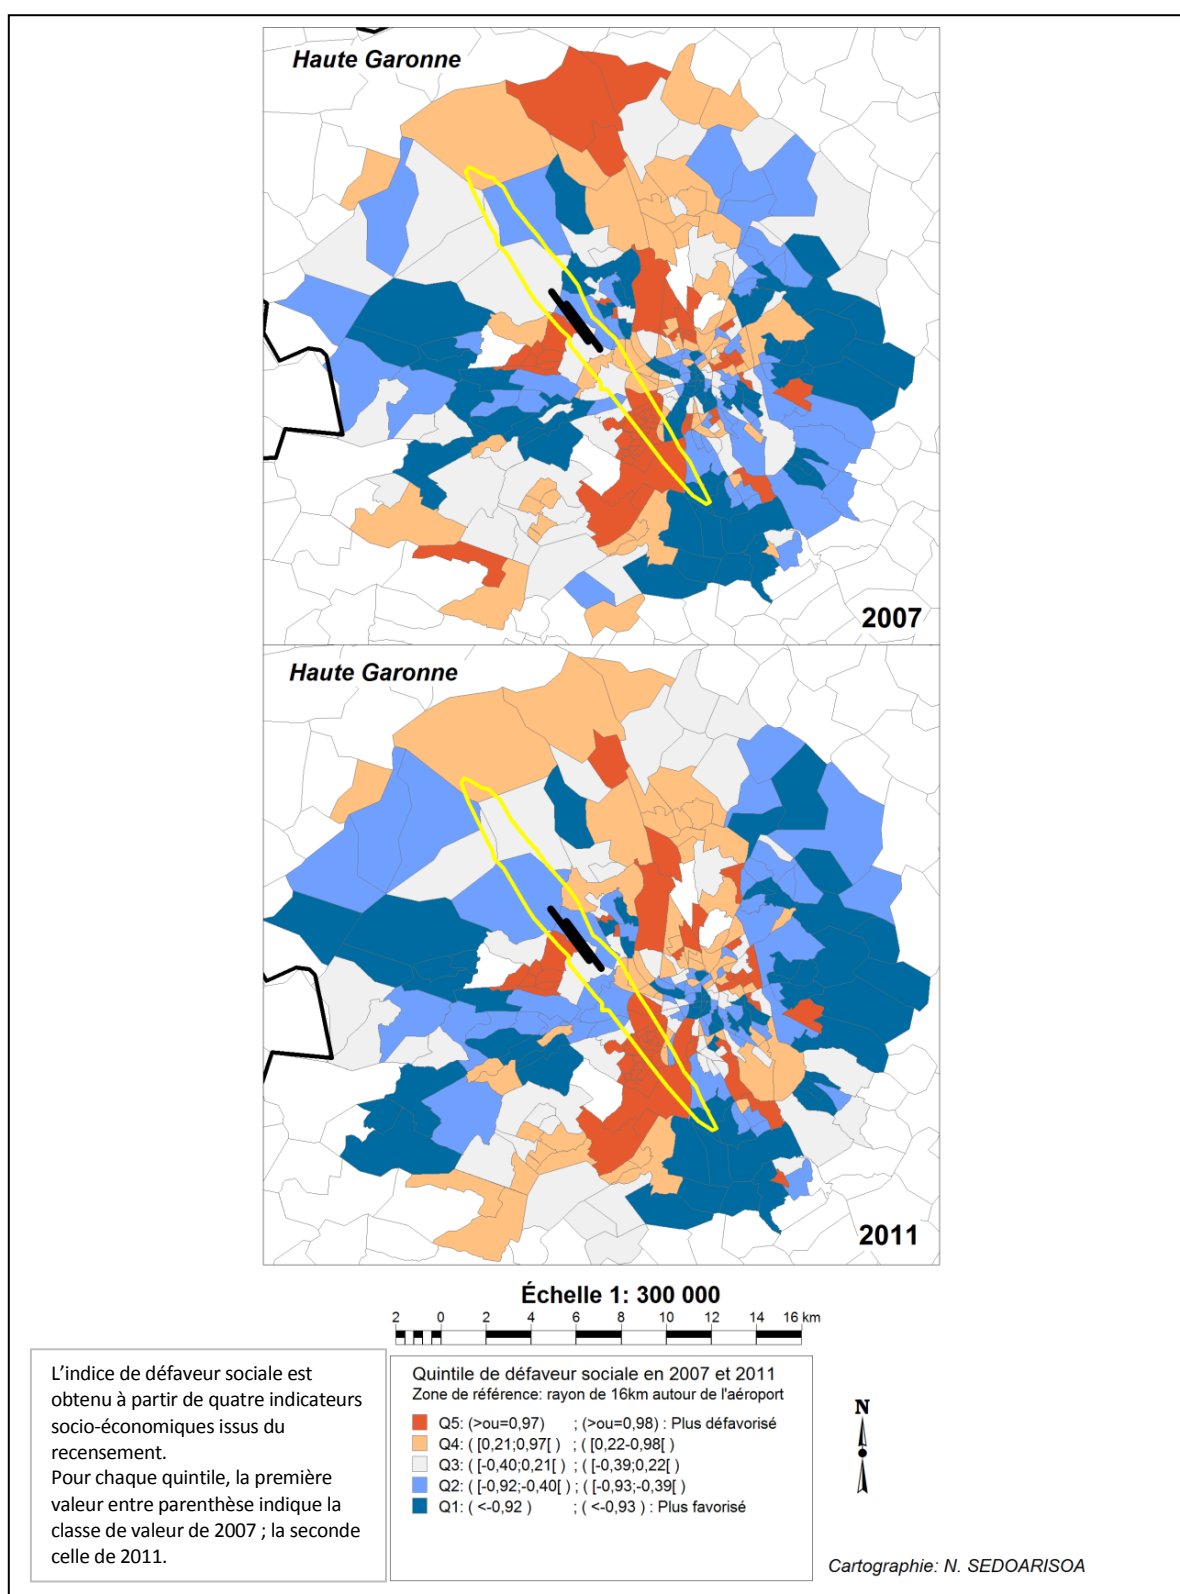 Haute Garonne
2007
Haute Garonne
2011
Échelle 1: 300 000
2 0 2 4 6 8 10 12 14 16 km
L'indice de défaveur sociale est
obtenu à partir de quatre indicateurs
socio-économiques issus du
recensement.
Pour chaque quintile, la première
valeur entre parenthèse indique la
classe de valeur de 2007 ; la seconde
celle de 2011.
Quintile de défaveur sociale en 2007 et 2011
Zone de référence: rayon de 16km autour de l'aéroport
Q5: (>ou=0,97) ; (>ou=0,98) : Plus défavorisé
Q4: ( [0,21;0,97[ ) ; ( [0,22-0,98[ )
Q3: ( [-0,40;0,21[ ) ; ( [-0,39;0,22[ )
Q2: ( [-0,92;-0,40[ ) ; ( [-0,93;-0,39[ )
Q1: ( <-0,92 ) ; ( <-0,93 ) : Plus favorisé
N
Cartographie: N. SEDOARISOA